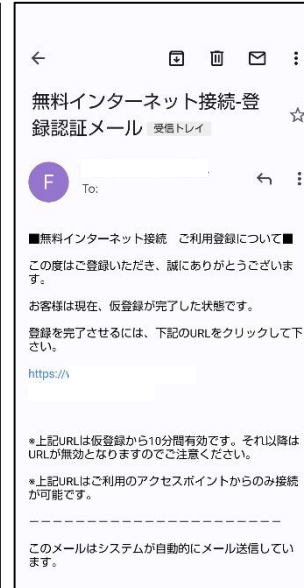 無料インターネット接続-登
録認証メール 受信トレイ
F
To:
■無料インターネット接続　ご利用登録について■
この度はご登録いただき、誠にありがとうございま
す。
お客様は現在、仮登録が完了した状態です。
登録を完了させるには、下記のURLをクリックして下
さい。
https://
※上記URLは仮登録から10分間有効です。それ以降は
URLが無効となりますのでご注意ください。
※上記URLはご利用のアクセスポイントからのみ接続
が可能です。
－－－－－－－－－－－－－－－－－－－－－－－
このメールはシステムが自動的にメール送信してい
ます。